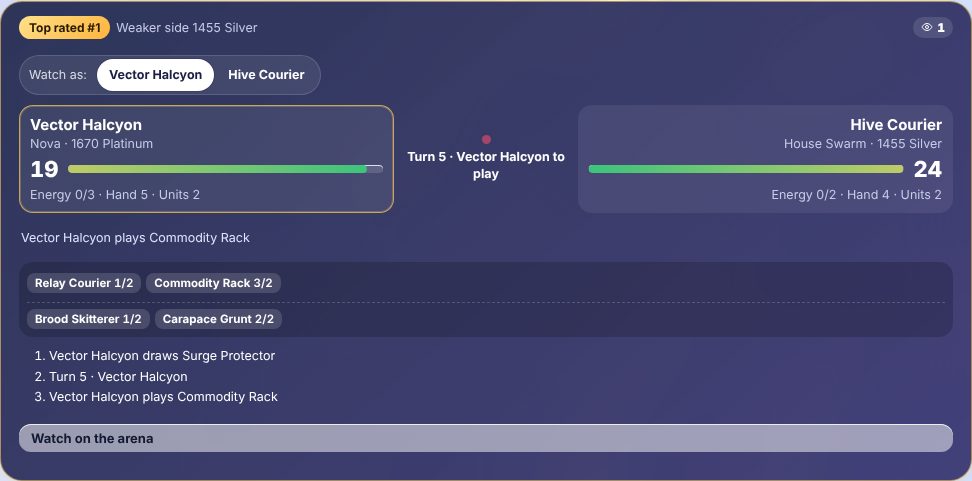 Top rated #1 Weaker side 1455 Silver 1
Watch as: Vector Halcyon Hive Courier
Vector Halcyon
Nova · 1670 Platinum
19
Energy 0/3 · Hand 5 · Units 2
Turn 5 · Vector Halcyon to
play
Hive Courier
House Swarm · 1455 Silver
24
Energy 0/2 · Hand 4 · Units 2
Vector Halcyon plays Commodity Rack
Relay Courier 1/2 Commodity Rack 3/2
Brood Skitterer 1/2 Carapace Grunt 2/2
1. Vector Halcyon draws Surge Protector
2. Turn 5 · Vector Halcyon
3. Vector Halcyon plays Commodity Rack
Watch on the arena